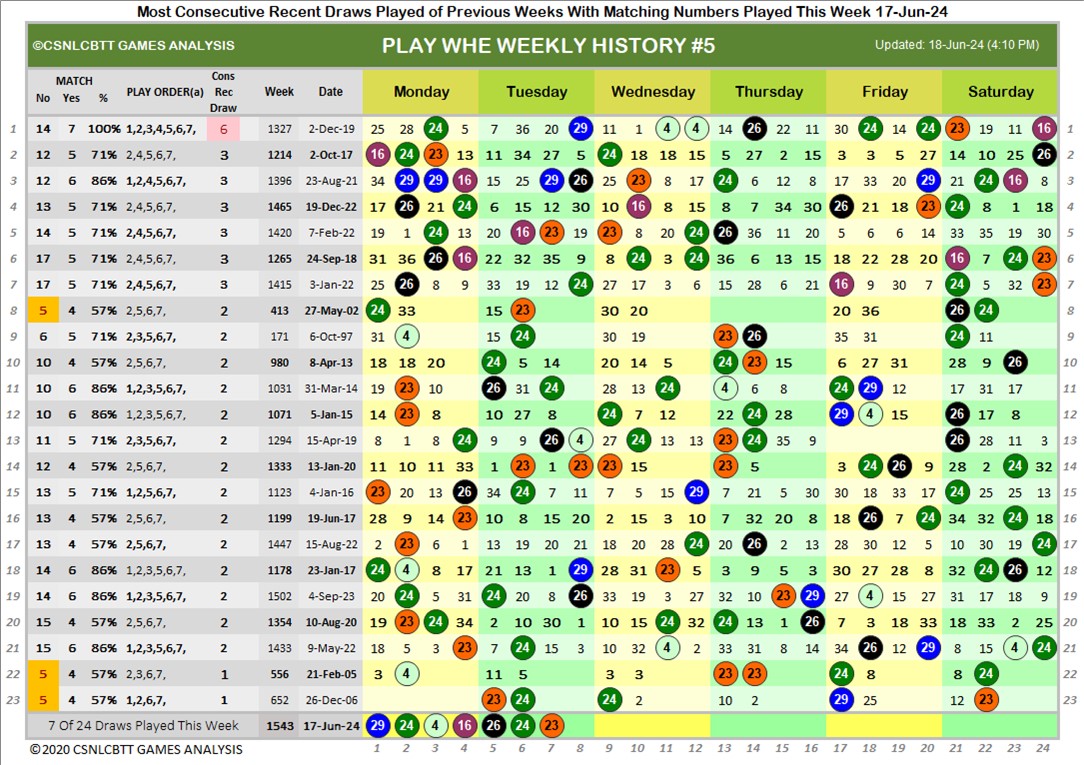 Most Consecutive Recent Draws Played of Previous Weeks With Matching Numbers Played This Week 17-Jun-24
©CSNLCBTT GAMES ANALYSIS PLAY WHE WEEKLY HISTORY #5 Updated: 18-Jun-24 (4:10 PM)
No MATCH Yes % PLAY ORDER(a) Cons Rec Draw Week Date Monday Tuesday Wednesday Thursday Friday Saturday
1 14 7 100% 1,2,3,4,5,6,7, 6 1327 2-Dec-19 25 28 24 5 7 36 20 29 11 1 4 4 14 26 22 11 30 24 14 24 23 19 11 16 1
2 12 5 71% 2,4,5,6,7, 3 1214 2-Oct-17 16 24 23 13 11 34 27 5 24 18 18 15 5 27 2 15 3 3 5 27 14 10 25 26 2
3 12 6 86% 1,2,4,5,6,7, 3 1396 23-Aug-21 34 29 29 16 15 25 29 26 25 23 8 17 24 6 12 8 17 33 20 29 21 24 16 8 3
4 13 5 71% 2,4,5,6,7, 3 1465 19-Dec-22 17 26 21 24 6 15 12 30 10 16 8 15 8 7 34 30 26 21 18 23 24 8 1 18 4
5 14 5 71% 2,4,5,6,7, 3 1420 7-Feb-22 19 1 24 13 20 16 23 19 23 8 20 24 26 36 11 20 5 6 6 14 33 35 19 30 5
6 17 5 71% 2,4,5,6,7, 3 1265 24-Sep-18 31 36 26 16 22 32 35 9 8 24 3 24 36 6 13 15 18 22 28 20 16 7 24 23 6
7 17 5 71% 2,4,5,6,7, 3 1415 3-Jan-22 25 26 8 9 33 19 12 24 27 17 3 6 15 28 6 21 16 9 30 7 24 5 32 23 7
8 5 4 57% 2,5,6,7, 2 413 27-May-02 24 33 15 23 30 20 20 36 26 24 8
9 6 5 71% 2,3,5,6,7, 2 171 6-Oct-97 31 4 15 24 30 19 23 26 35 31 24 11 9
10 10 4 57% 2,5,6,7, 2 980 8-Apr-13 18 18 20 24 5 14 20 14 5 24 23 15 6 27 31 28 9 26 10
11 10 6 86% 1,2,3,5,6,7, 2 1031 31-Mar-14 19 23 10 26 31 24 28 13 24 4 6 8 24 29 12 17 31 17 11
12 10 6 86% 1,2,3,5,6,7, 2 1071 5-Jan-15 14 23 8 10 27 8 24 7 12 22 24 28 29 4 15 26 17 8 12
13 11 5 71% 2,3,5,6,7, 2 1294 15-Apr-19 8 1 8 24 9 9 26 4 27 24 13 13 23 24 35 9 26 28 11 3 13
14 12 4 57% 2,5,6,7, 2 1333 13-Jan-20 11 10 11 33 1 23 1 23 23 15 23 5 3 24 26 9 28 2 24 32 14
15 13 5 71% 1,2,5,6,7, 2 1123 4-Jan-16 23 20 13 26 34 24 7 11 7 5 15 29 7 21 5 30 30 18 33 17 24 25 25 13 15
16 13 4 57% 2,5,6,7, 2 1199 19-Jun-17 28 9 14 23 10 8 15 20 2 15 3 10 7 32 20 8 18 26 7 24 34 32 24 18 16
17 13 4 57% 2,5,6,7, 2 1447 15-Aug-22 2 23 6 1 13 19 20 21 18 20 28 24 20 26 2 13 33 30 12 5 10 30 19 24 17
18 14 6 86% 1,2,3,5,6,7, 2 1178 23-Jan-17 24 4 8 17 21 13 1 29 28 31 23 5 3 9 5 3 30 27 28 8 32 24 26 12 18
19 14 6 86% 1,2,3,5,6,7, 2 1502 4-Sep-23 20 24 5 31 24 20 8 26 33 19 3 27 32 10 23 29 27 4 15 27 31 17 18 9 19
20 15 4 57% 2,5,6,7, 2 1354 10-Aug-20 19 23 24 34 2 10 30 1 10 15 24 32 24 13 1 26 7 3 18 33 18 33 2 25 20
21 15 6 86% 1,2,3,5,6,7, 2 1433 9-May-22 18 5 3 23 7 24 15 3 10 32 4 2 33 31 8 14 34 26 12 29 8 15 4 24 21
22 5 4 57% 2,3,6,7, 1 556 21-Feb-05 3 4 11 5 3 3 23 23 24 8 8 24 22
23 5 4 57% 1,2,6,7, 1 652 26-Dec-06 23 24 24 2 10 2 29 25 12 23 23
7 Of 24 Draws Played This Week 1543 17-Jun-24 29 24 4 16 26 24 23
© 2020 CSNLCBTT GAMES ANALYSIS 1 2 3 4 5 6 7 8 9 10 11 12 13 14 15 16 17 18 19 20 21 22 23 24